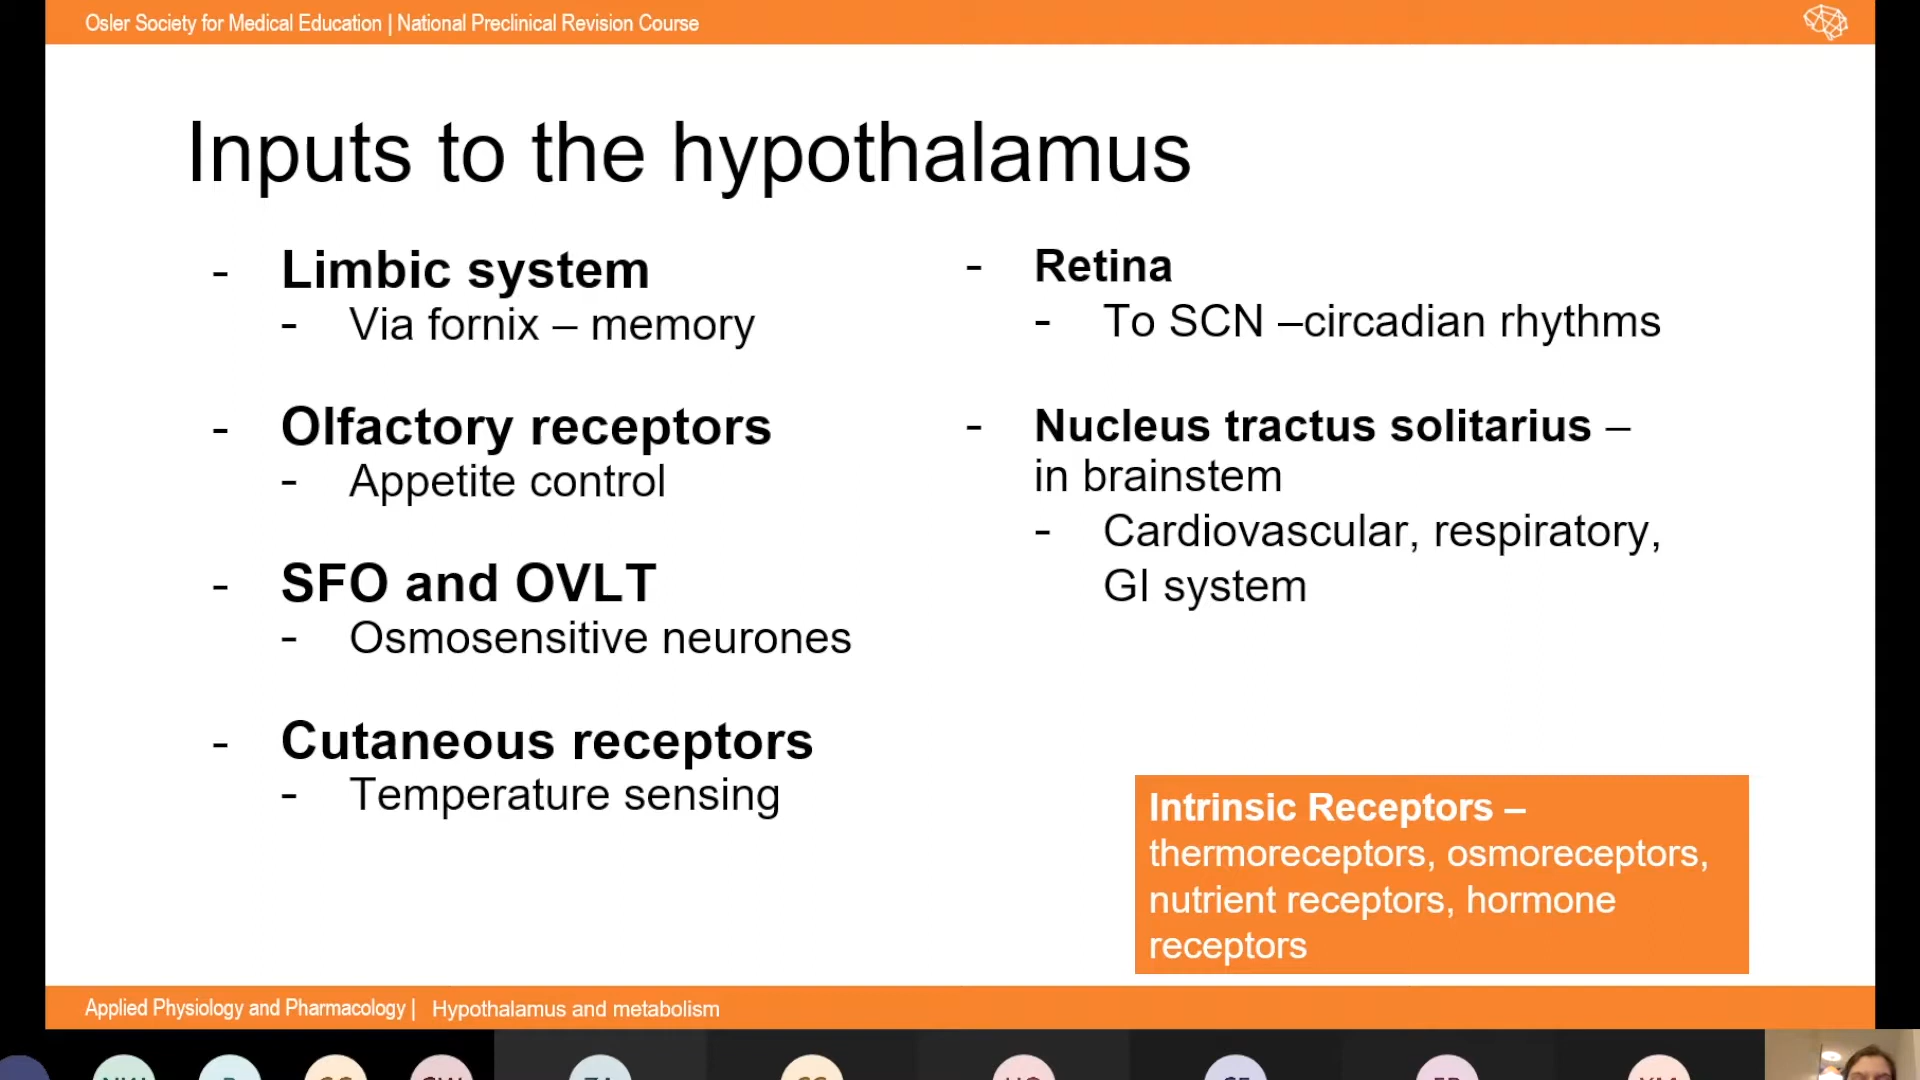 Osler Society for Medical Education | National Preclinical Revision Course
Inputs to the hypothalamus
- Limbic system
- Via fornix – memory
- Olfactory receptors
- Appetite control
- SFO and OVLT
- Osmosensitive neurones
- Cutaneous receptors
- Temperature sensing
- Retina
- To SCN –circadian rhythms
- Nucleus tractus solitarius –
in brainstem
- Cardiovascular, respiratory,
GI system
Intrinsic Receptors –
thermoreceptors, osmoreceptors,
nutrient receptors, hormone
receptors
Applied Physiology and Pharmacology | Hypothalamus and metabolism